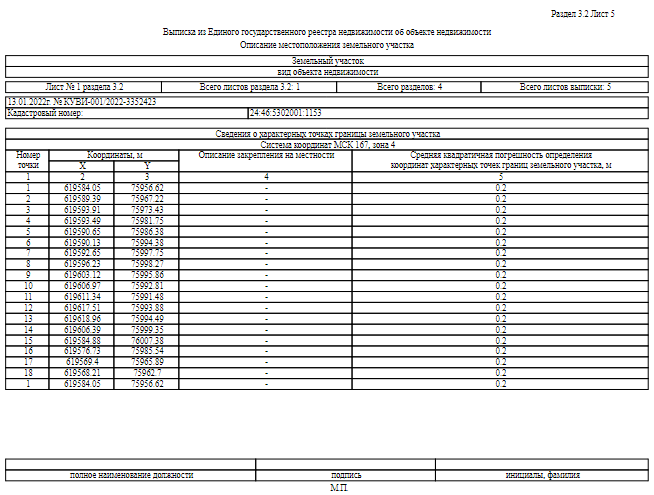 Раздел 3.2 Лист 5
Выписка из Единого государственного реестра недвижимости об объекте недвижимости
Описание местоположения земельного участка
Земельный участок
вид объекта недвижимости
Лист № 1 раздела 3.2 Всего листов раздела 3.2: 1 Всего разделов: 4 Всего листов выписки: 5
13.01.2022г. № КУВИ-001/2022-3352423
Кадастровый номер: 24:46:5302001:1153
Сведения о характерных точках границы земельного участка
Система координат МСК 167, зона 4
Номер точки Координаты, м Описание закрепления на местности Средняя квадратичная погрешность определения координат характерных точек границ земельного участка, м
X Y
1 2 3 4 5
1 619584.05 75956.62 - 0.2
2 619589.39 75967.22 - 0.2
3 619593.91 75973.43 - 0.2
4 619593.49 75981.75 - 0.2
5 619590.65 75986.38 - 0.2
6 619590.13 75994.38 - 0.2
7 619592.65 75997.75 - 0.2
8 619596.23 75998.27 - 0.2
9 619603.12 75995.86 - 0.2
10 619606.97 75992.81 - 0.2
11 619611.34 75991.48 - 0.2
12 619617.51 75993.88 - 0.2
13 619618.96 75994.49 - 0.2
14 619606.39 75999.35 - 0.2
15 619584.88 76007.38 - 0.2
16 619576.73 75985.54 - 0.2
17 619569.4 75965.89 - 0.2
18 619568.21 75962.7 - 0.2
1 619584.05 75956.62 - 0.2
полное наименование должности подпись инициалы, фамилия
М.П.